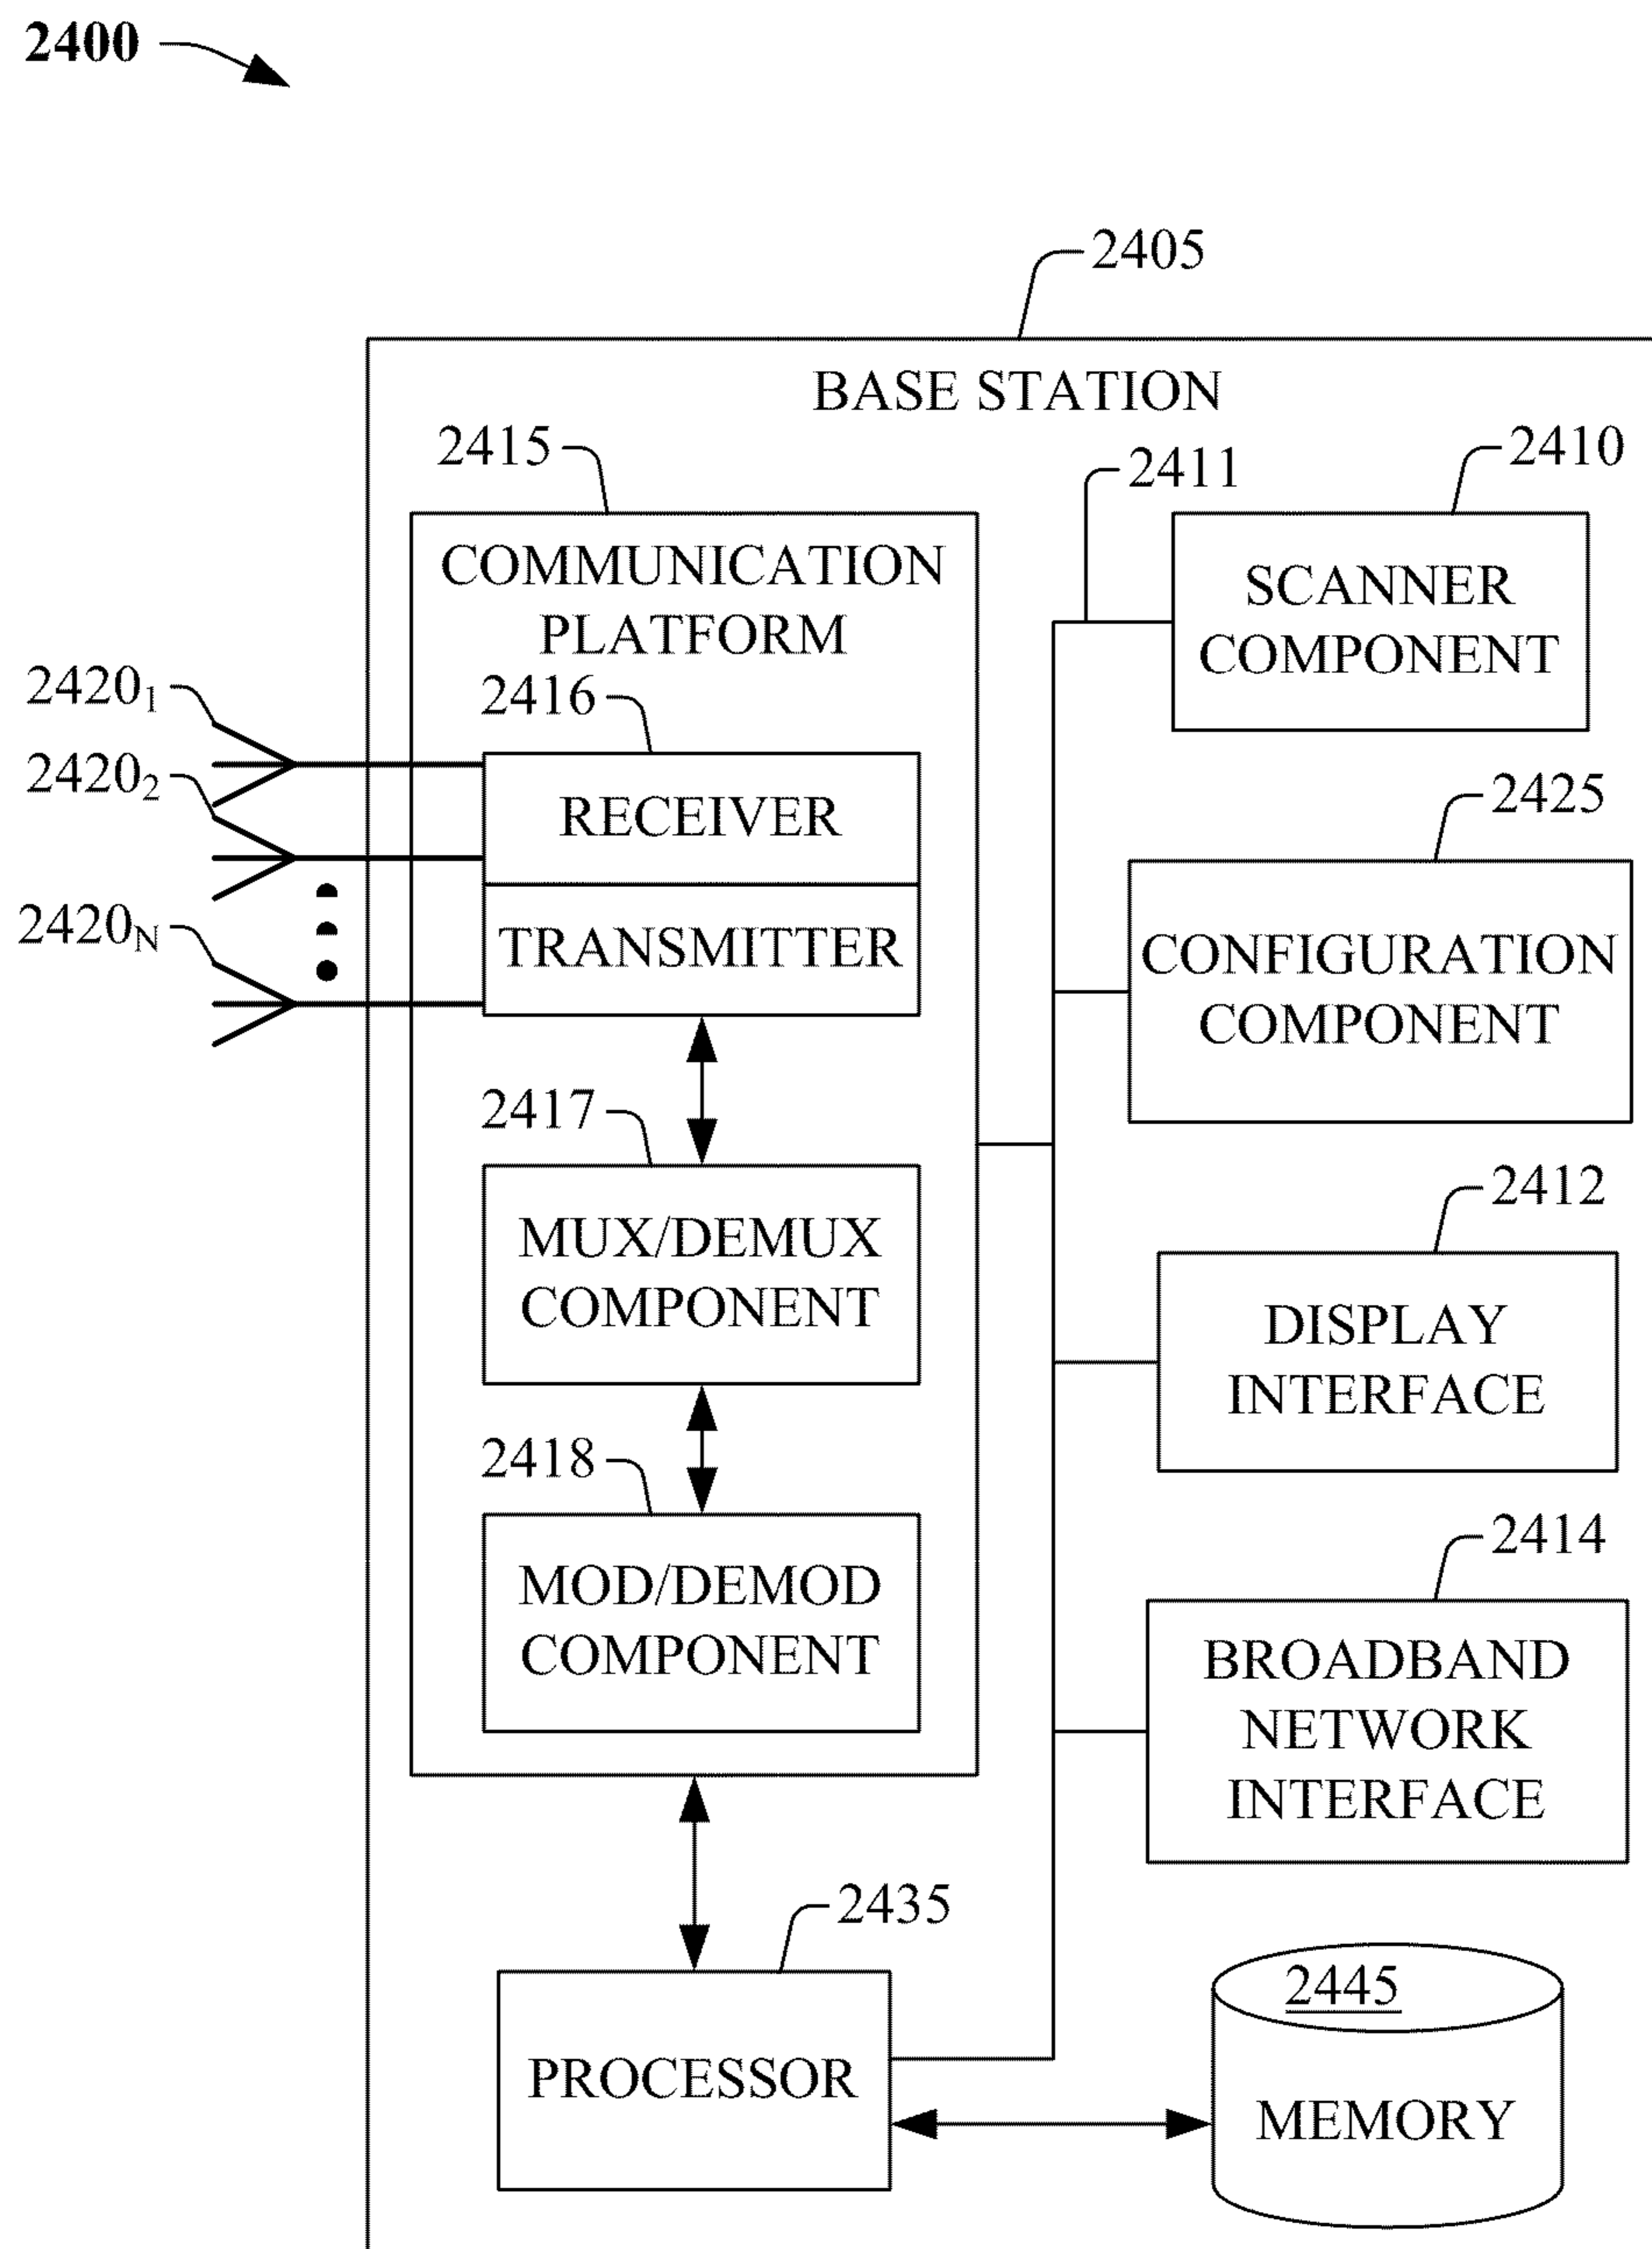 2400
2405
BASE STATION
2415
2411
2410
COMMUNICATION
PLATFORM
SCANNER
COMPONENT
2420₁
2416
2420₂
RECEIVER
2425
2420N
TRANSMITTER
CONFIGURATION
COMPONENT
2417
2412
MUX/DEMUX
COMPONENT
DISPLAY
INTERFACE
2418
2414
MOD/DEMOD
COMPONENT
BROADBAND
NETWORK
INTERFACE
2435
PROCESSOR
2445
MEMORY